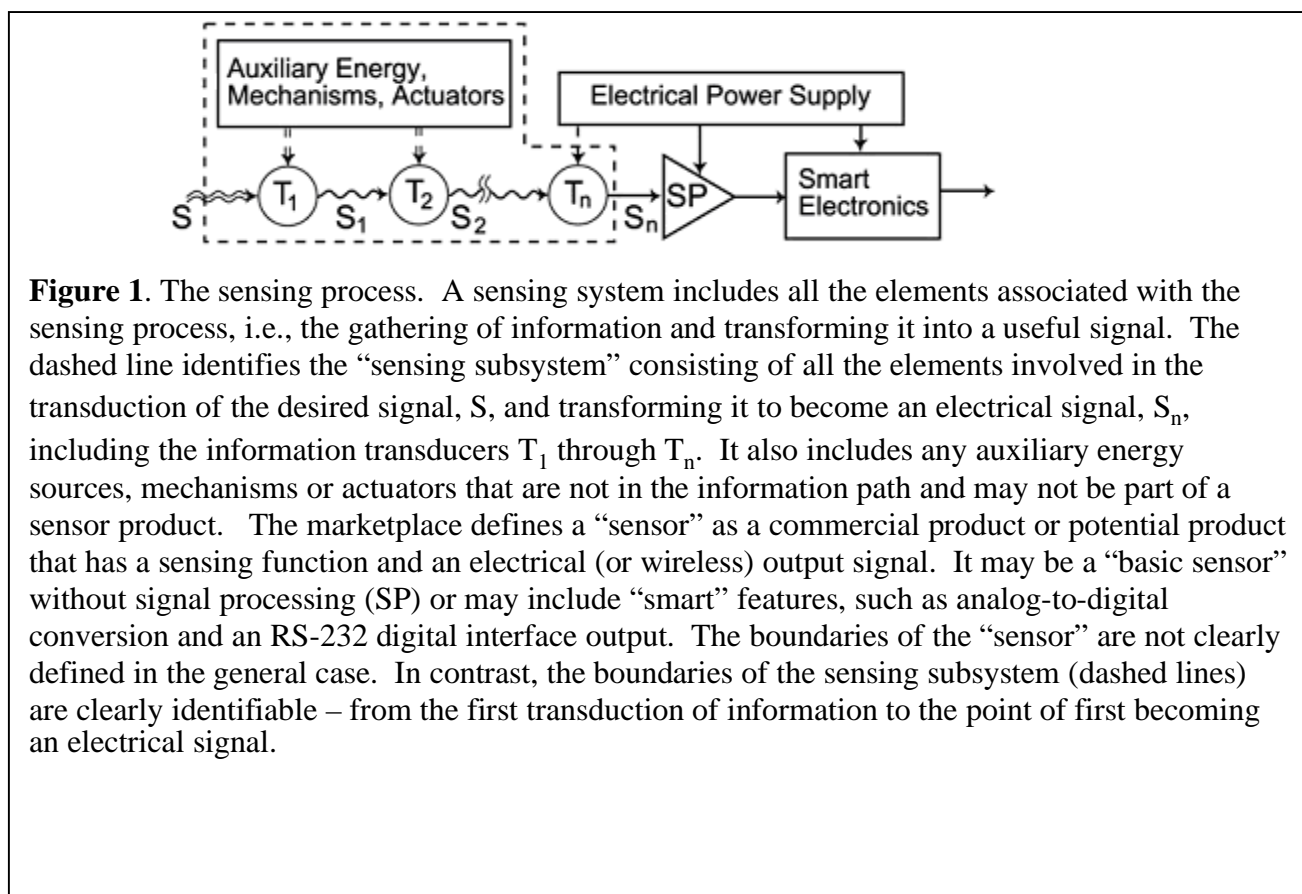 Auxiliary Energy,
Mechanisms, Actuators
Electrical Power Supply
S
T1
S1
T2
S2
Tn
Sn
SP
Smart
Electronics
Figure 1. The sensing process. A sensing system includes all the elements associated with the
sensing process, i.e., the gathering of information and transforming it into a useful signal. The
dashed line identifies the “sensing subsystem” consisting of all the elements involved in the
transduction of the desired signal, S, and transforming it to become an electrical signal, Sn,
including the information transducers T1 through Tn. It also includes any auxiliary energy
sources, mechanisms or actuators that are not in the information path and may not be part of a
sensor product. The marketplace defines a “sensor” as a commercial product or potential product
that has a sensing function and an electrical (or wireless) output signal. It may be a “basic sensor”
without signal processing (SP) or may include “smart” features, such as analog-to-digital
conversion and an RS-232 digital interface output. The boundaries of the “sensor” are not clearly
defined in the general case. In contrast, the boundaries of the sensing subsystem (dashed lines)
are clearly identifiable – from the first transduction of information to the point of first becoming
an electrical signal.